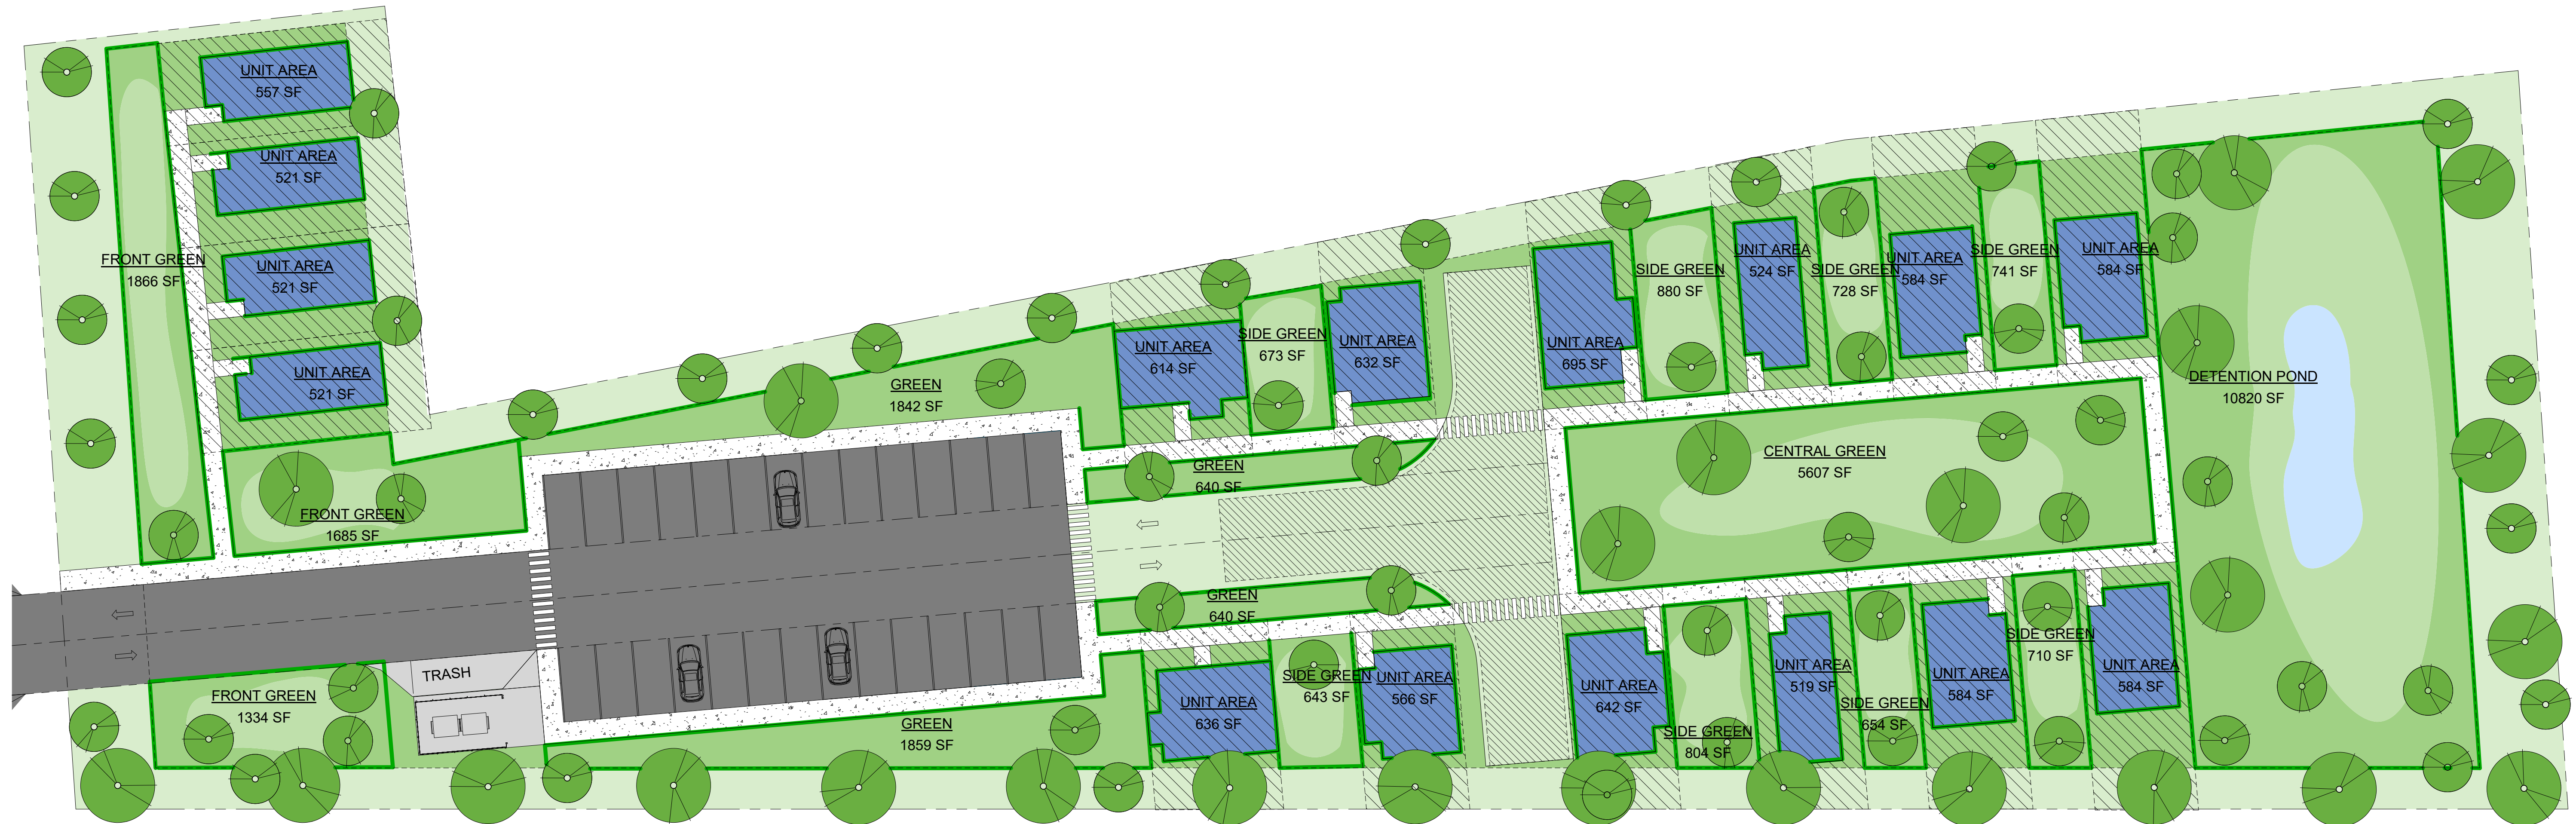 UNIT AREA
557 SF
UNIT AREA
521 SF
UNIT AREA
521 SF
UNIT AREA
521 SF
FRONT GREEN
1866 SF
FRONT GREEN
1685 SF
FRONT GREEN
1334 SF
TRASH
GREEN
1842 SF
GREEN
640 SF
GREEN
640 SF
GREEN
1859 SF
UNIT AREA
614 SF
SIDE GREEN
673 SF
UNIT AREA
632 SF
UNIT AREA
695 SF
SIDE GREEN
880 SF
UNIT AREA
524 SF
SIDE GREEN
728 SF
UNIT AREA
584 SF
SIDE GREEN
741 SF
UNIT AREA
584 SF
DETENTION POND
10820 SF
CENTRAL GREEN
5607 SF
UNIT AREA
636 SF
SIDE GREEN
643 SF
UNIT AREA
566 SF
UNIT AREA
642 SF
SIDE GREEN
804 SF
UNIT AREA
519 SF
SIDE GREEN
654 SF
UNIT AREA
584 SF
SIDE GREEN
710 SF
UNIT AREA
584 SF